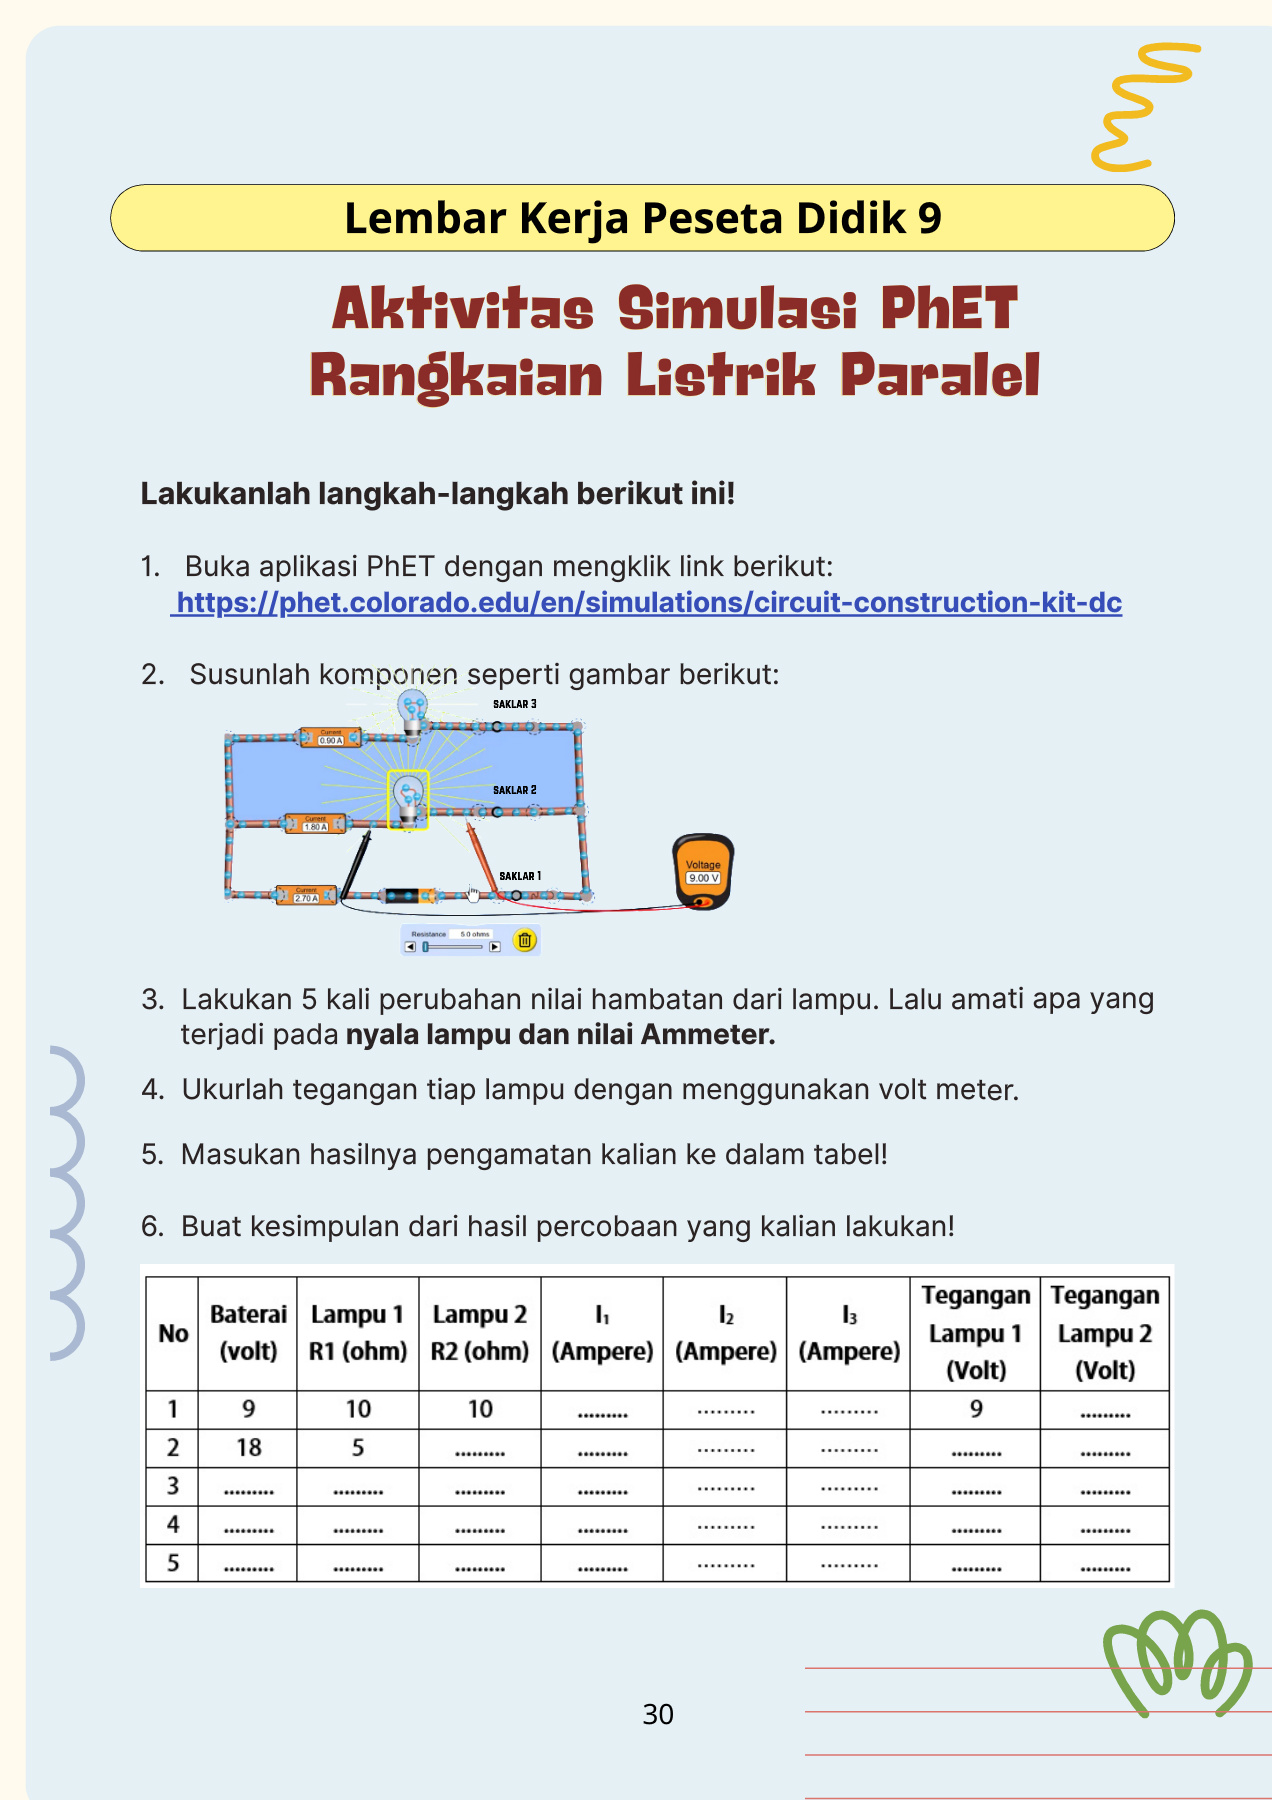 Lembar Kerja Peseta Didik 9
Aktivitas Simulasi PhET
Rangkaian Listrik Paralel
Lakukanlah langkah-langkah berikut ini!
1. Buka aplikasi PhET dengan mengklik link berikut:
https://phet.colorado.edu/en/simulations/circuit-construction-kit-dc
2. Susunlah komponen seperti gambar berikut:
SAKLAR 3
Current
0.90 A
SAKLAR 2
Current
1.80 A
Voltage
9.00 V
SAKLAR 1
Current
2.70 A
Resistance 5.0 ohms
3. Lakukan 5 kali perubahan nilai hambatan dari lampu. Lalu amati apa yang
terjadi pada nyala lampu dan nilai Ammeter.
4. Ukurlah tegangan tiap lampu dengan menggunakan volt meter.
5. Masukan hasilnya pengamatan kalian ke dalam tabel!
6. Buat kesimpulan dari hasil percobaan yang kalian lakukan!
No Baterai (volt) Lampu 1 R1 (ohm) Lampu 2 R2 (ohm) I₁ (Ampere) I₂ (Ampere) I₃ (Ampere) Tegangan Lampu 1 (Volt) Tegangan Lampu 2 (Volt)
1 9 10 10 ......... ......... ......... 9 .........
2 18 5 ......... ......... ......... ......... ......... .........
3 ......... ......... ......... ......... ......... ......... ......... .........
4 ......... ......... ......... ......... ......... ......... ......... .........
5 ......... ......... ......... ......... ......... ......... ......... .........
30